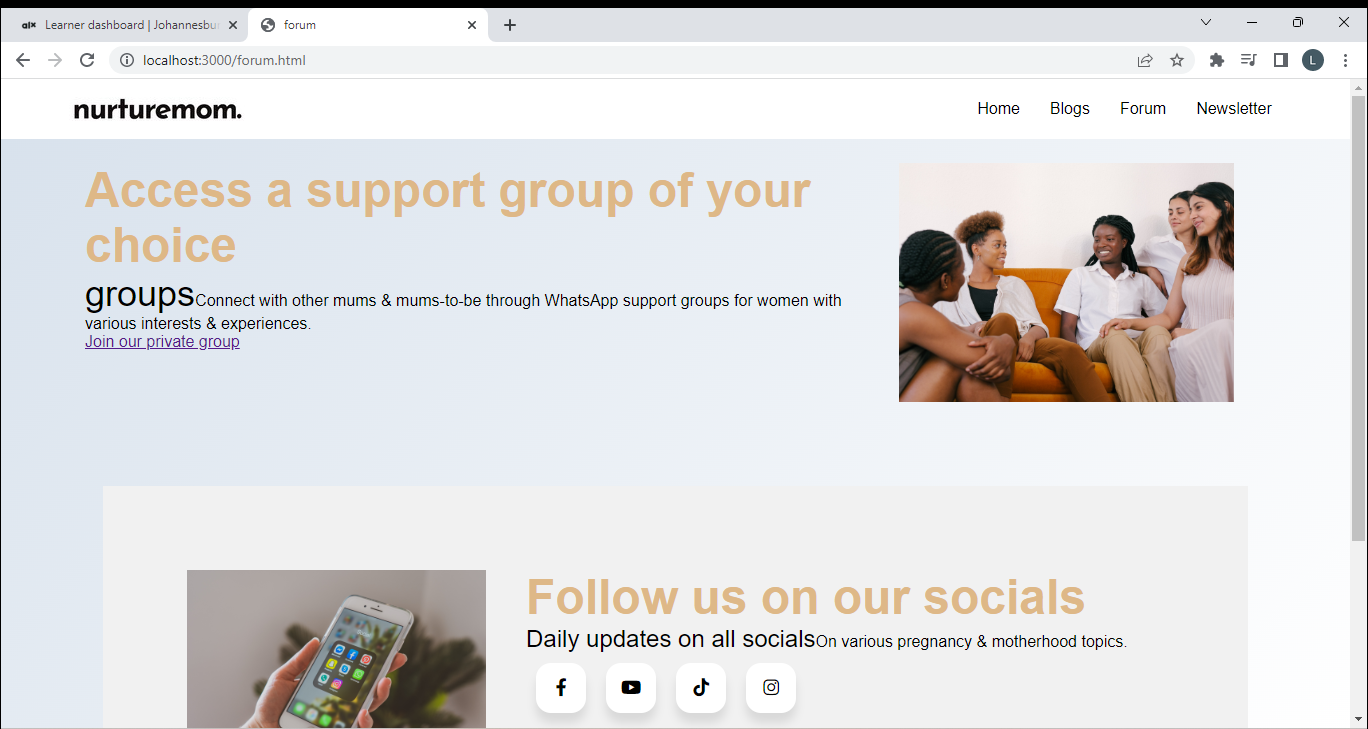 alx Learner dashboard | Johannesbu
forum
localhost:3000/forum.html
L
nurturemom.
Home Blogs Forum Newsletter
Access a support group of your
choice
groupsConnect with other mums & mums-to-be through WhatsApp support groups for women with
various interests & experiences.
Join our private group
Follow us on our socials
Daily updates on all socialsOn various pregnancy & motherhood topics.